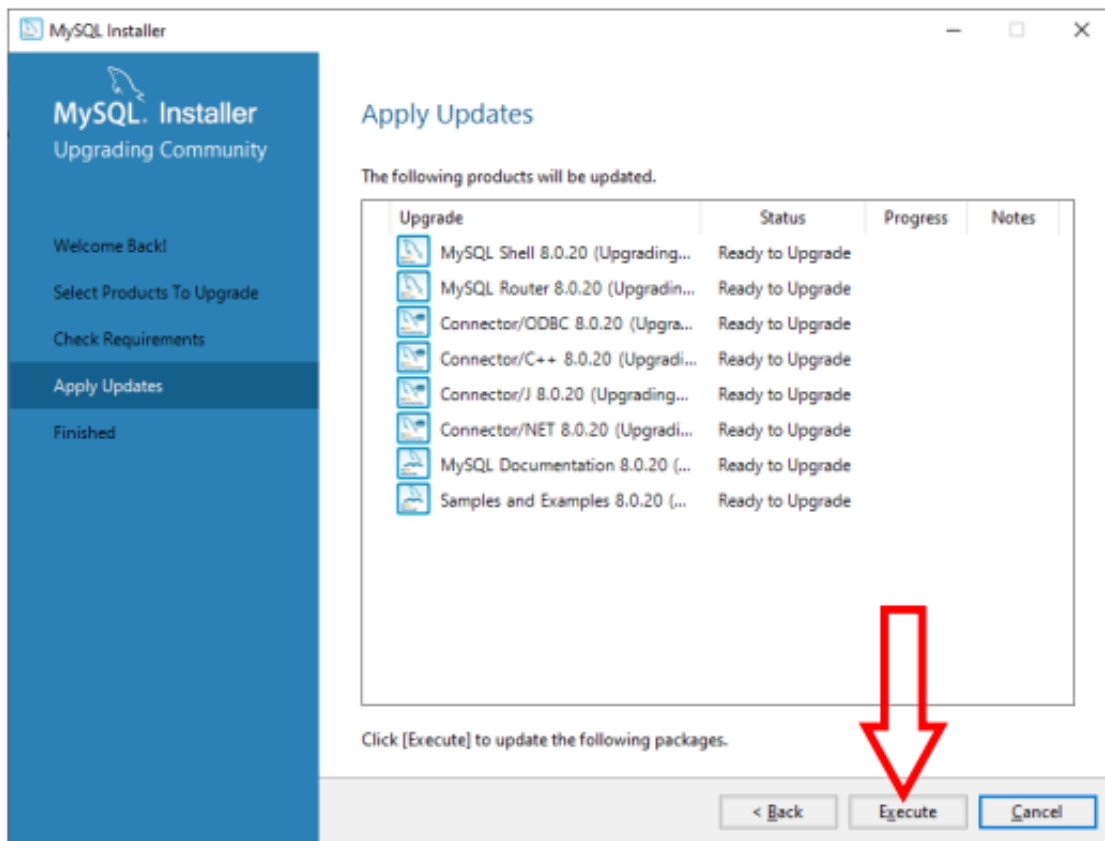 MySQL Installer
MySQL. Installer
Upgrading Community
Welcome Back!
Select Products To Upgrade
Check Requirements
Apply Updates
Finished
Apply Updates
The following products will be updated.
Upgrade Status Progress Notes
MySQL Shell 8.0.20 (Upgrading... Ready to Upgrade
MySQL Router 8.0.20 (Upgradin... Ready to Upgrade
Connector/ODBC 8.0.20 (Upgra... Ready to Upgrade
Connector/C++ 8.0.20 (Upgradi... Ready to Upgrade
Connector/J 8.0.20 (Upgrading... Ready to Upgrade
Connector/NET 8.0.20 (Upgradi... Ready to Upgrade
MySQL Documentation 8.0.20 (... Ready to Upgrade
Samples and Examples 8.0.20 (... Ready to Upgrade
Click [Execute] to update the following packages.
< Back Execute Cancel